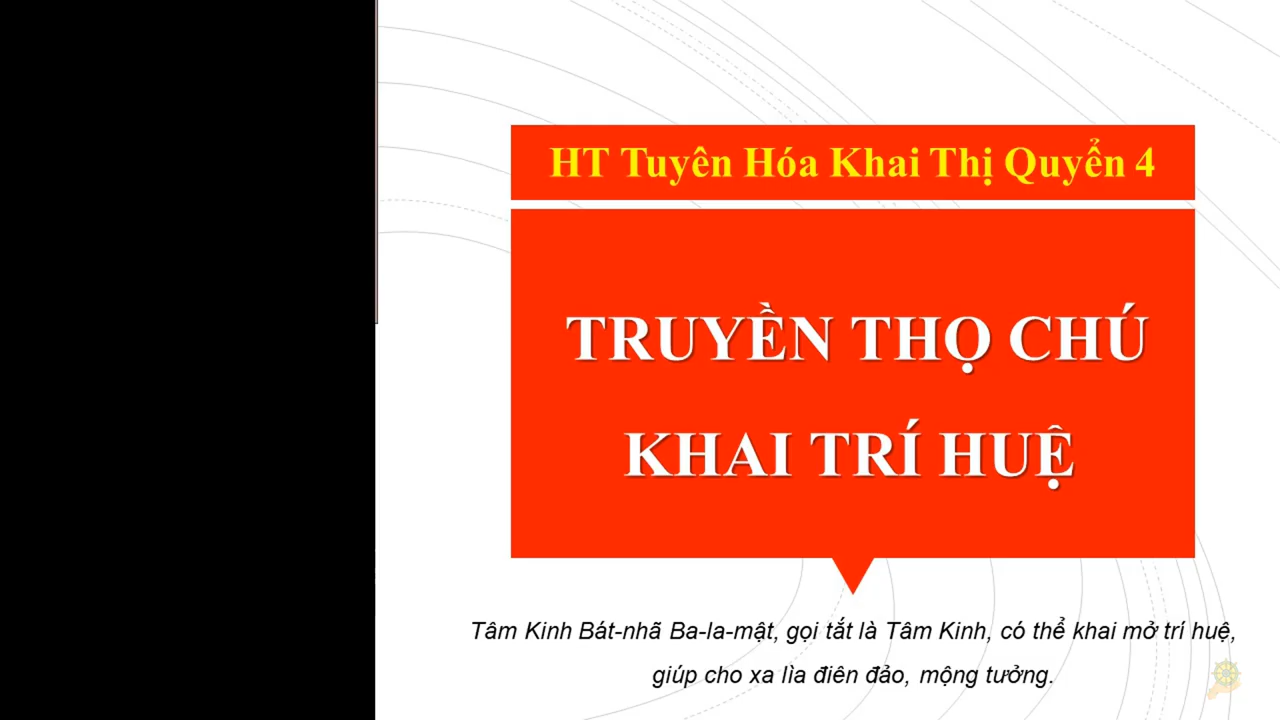 HT Tuyên Hóa Khai Thị Quyển 4
TRUYỀN THỌ CHÚ
KHAI TRÍ HUỆ
Tâm Kinh Bát-nhã Ba-la-mật, gọi tắt là Tâm Kinh, có thể khai mở trí huệ,
giúp cho xa lìa điên đảo, mộng tưởng.